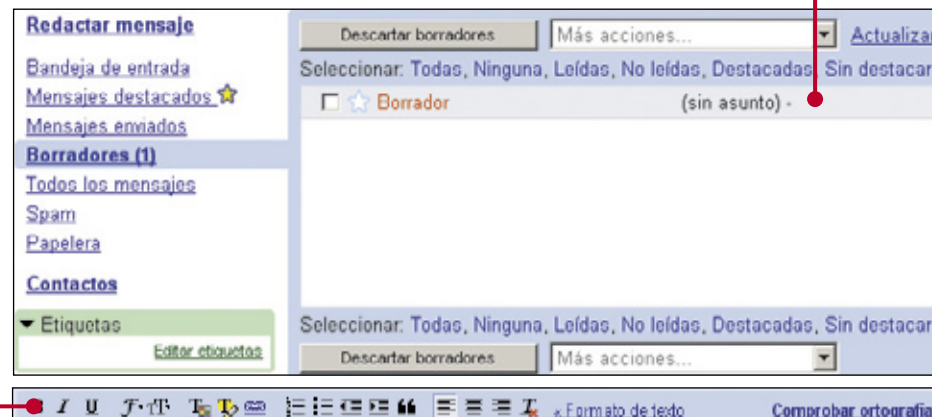 Redactar mensaje
Bandeja de entrada
Mensajes destacados
Mensajes enviados
Borradores (1)
Todos los mensajes
Spam
Papelera
Contactos
Etiquetas
Editar etiquetas
Descartar borradores Más acciones... Actualizar
Seleccionar: Todas, Ninguna, Leídas, No leídas, Destacadas, Sin destacar
Borrador (sin asunto) -
Seleccionar: Todas, Ninguna, Leídas, No leídas, Destacadas, Sin destacar
Descartar borradores Más acciones...
I U « Formato de texto Comprobar ortografía